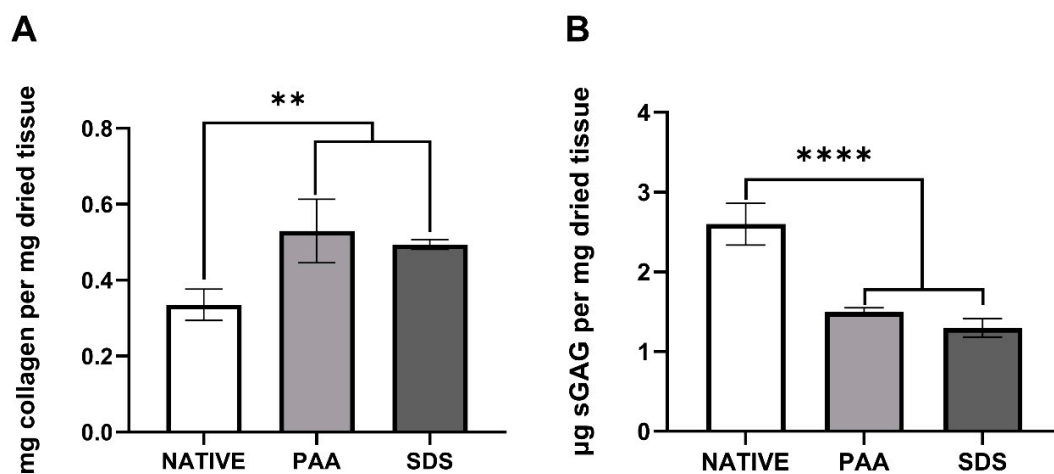 A
mg collagen per mg dried tissue
**
0.8
0.6
0.4
0.2
0.0
NATIVE PAA SDS
B
µg sGAG per mg dried tissue
****
4
3
2
1
0
NATIVE PAA SDS